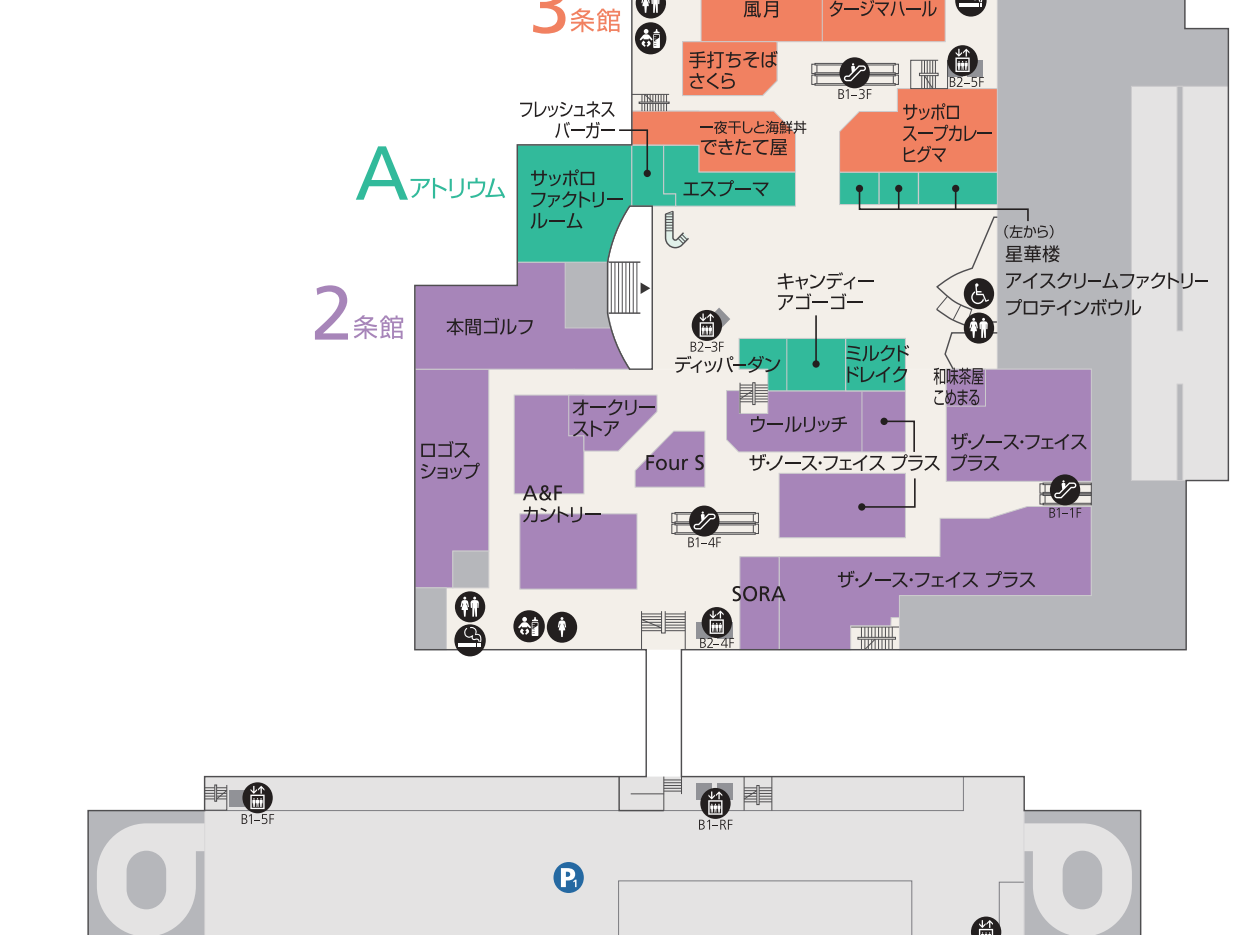 3条館
風月
タージマハール
手打ちそば
さくら
B1–3F
B2–5F
フレッシュネス
バーガー
一夜干しと海鮮丼
できたて屋
サッポロ
スープカレー
ヒグマ
Aアトリウム
サッポロ
ファクトリー
ルーム
エスプーマ
(左から)
星華楼
アイスクリームファクトリー
プロテインボウル
2条館
本間ゴルフ
キャンディー
アゴーゴー
B2–3F
ディッパーダン
ミルクド
ドレイク
和味茶屋
こめまる
オークリー
ストア
ウールリッチ
ロゴス
ショップ
Four S
ザ・ノース・フェイス プラス
ザ・ノース・フェイス
プラス
A&F
カントリー
B1–4F
B1–1F
SORA
ザ・ノース・フェイス プラス
B2–4F
B1–5F
B1–RF
P1